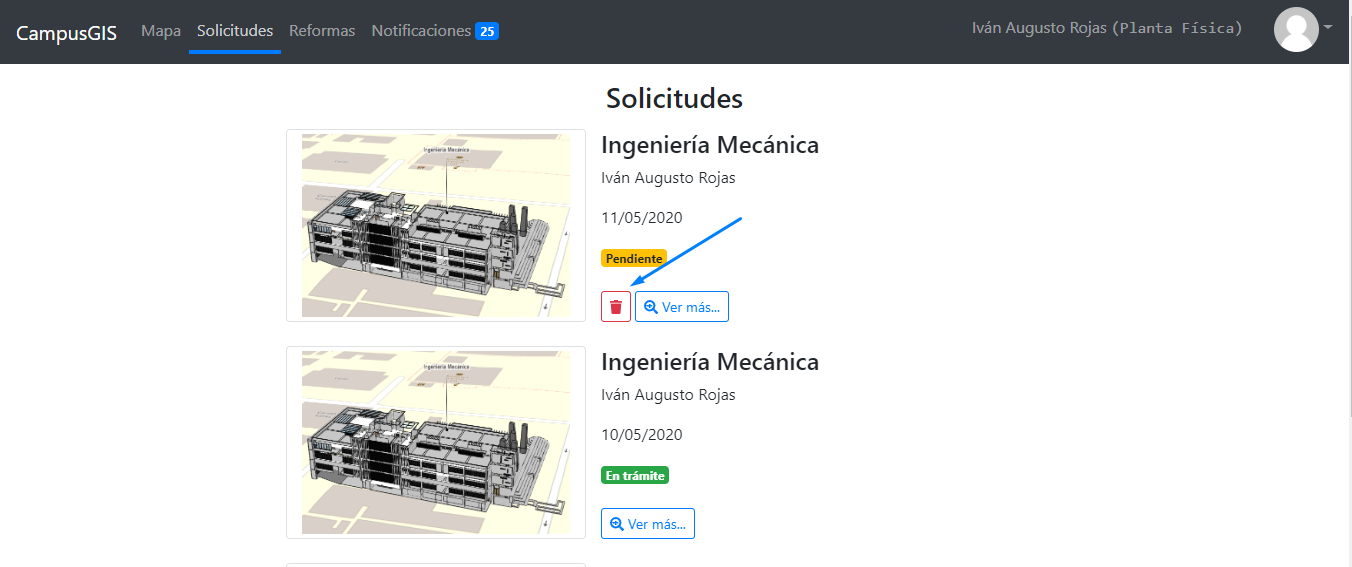 CampusGIS Mapa Solicitudes Reformas Notificaciones 25 Iván Augusto Rojas (Planta Física)
Solicitudes
Ingeniería Mecánica
Ingeniería Mecánica
Iván Augusto Rojas
11/05/2020
Pendiente
Ver más...
Ingeniería Mecánica
Ingeniería Mecánica
Iván Augusto Rojas
10/05/2020
En trámite
Ver más...